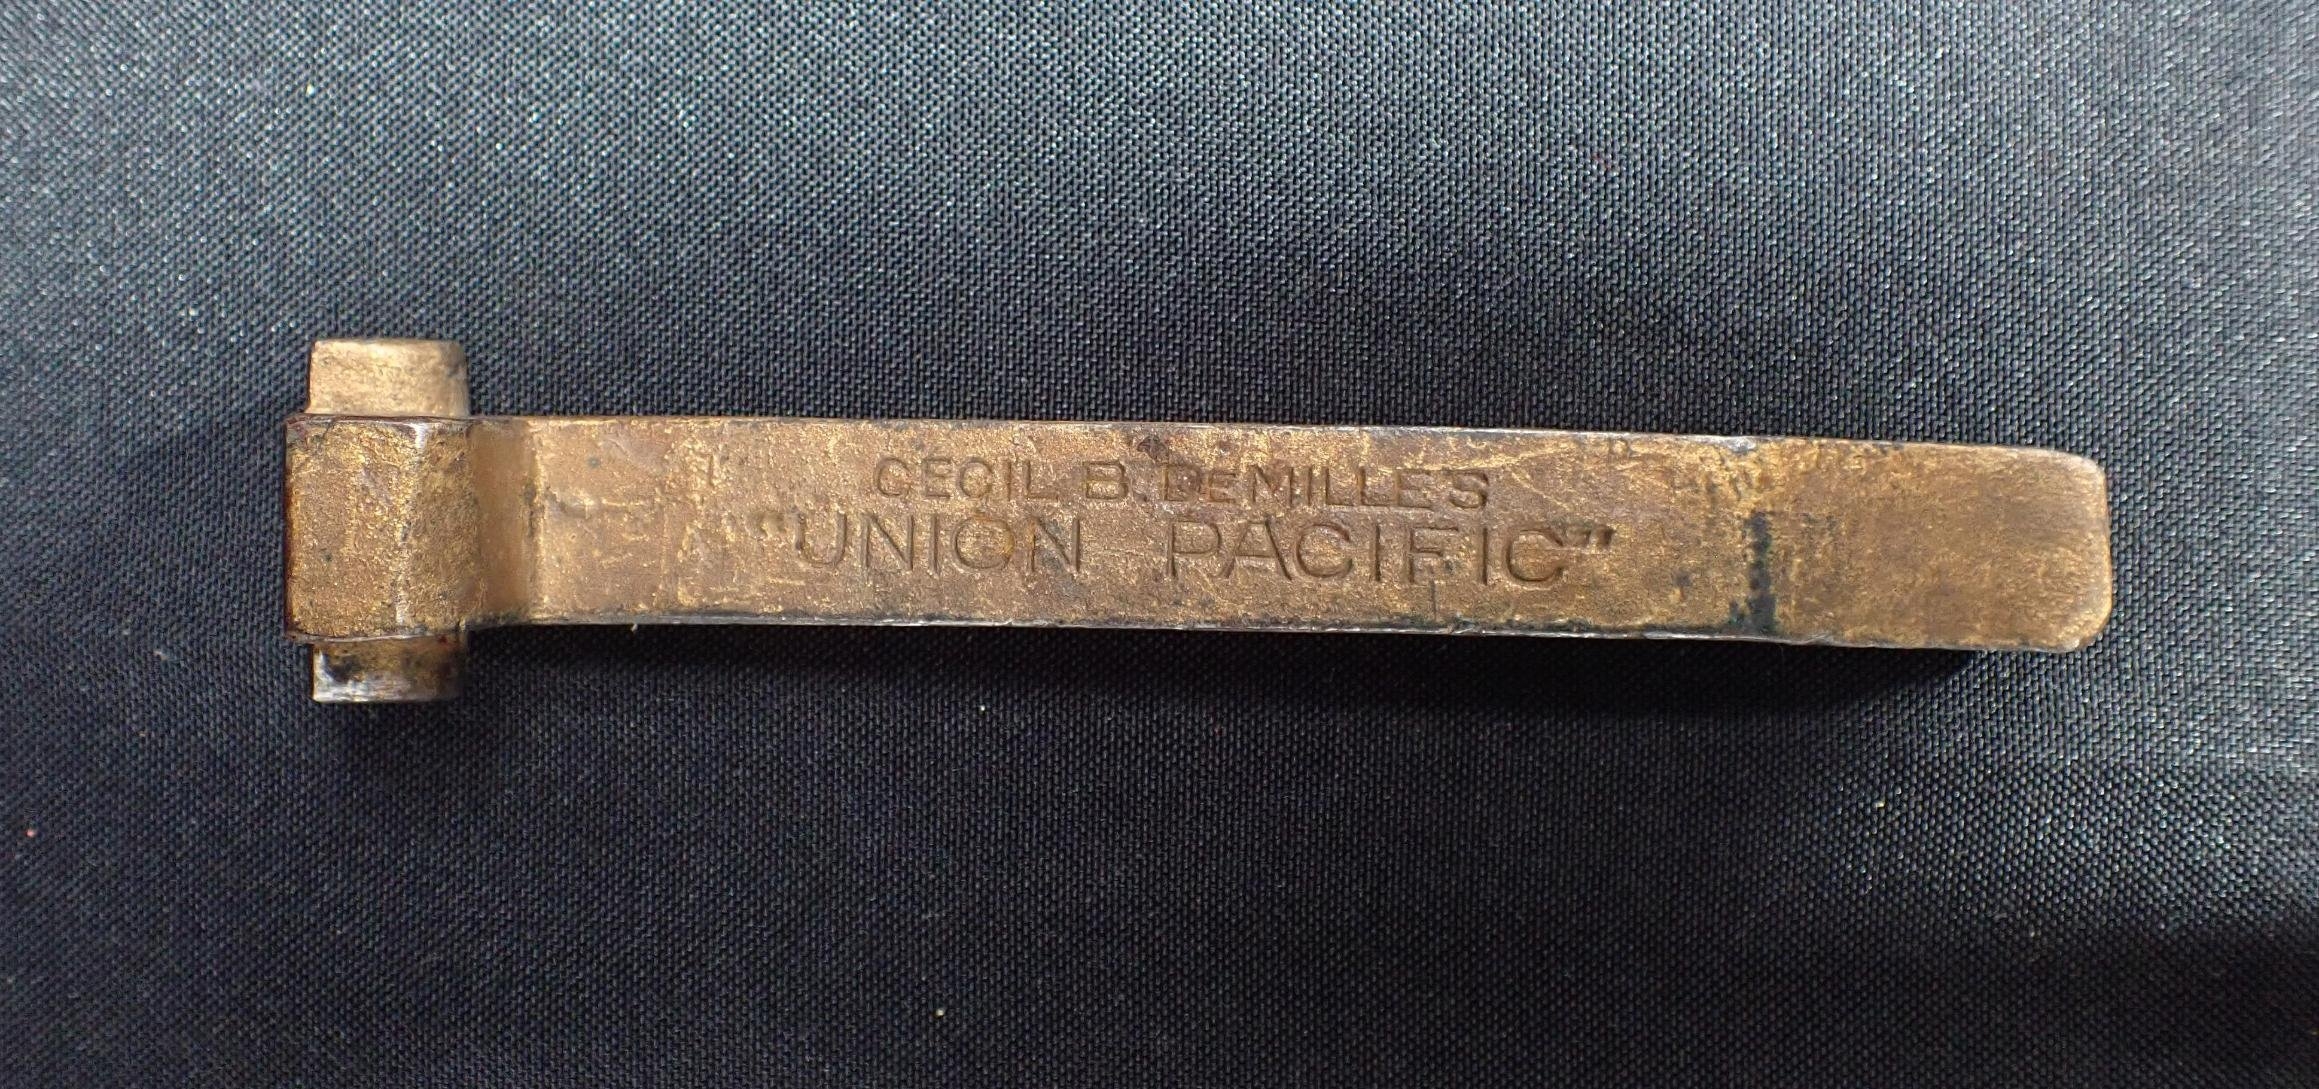 CECIL B. DEMILLE'S
"UNION PACIFIC"